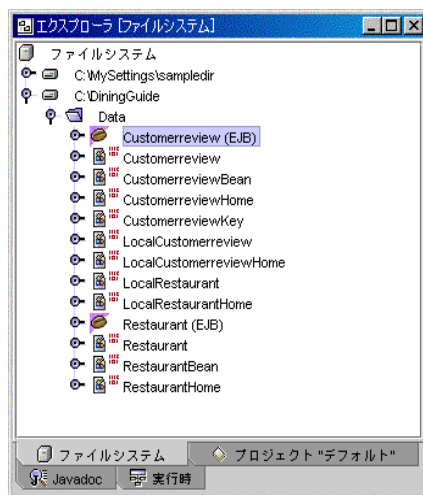 エクスプローラ [ファイルシステム]
ファイルシステム
C:\MySettings\sampledir
C:\DiningGuide
Data
Customerreview (EJB)
Customerreview
CustomerreviewBean
CustomerreviewHome
CustomerreviewKey
LocalCustomerreview
LocalCustomerreviewHome
LocalRestaurant
LocalRestaurantHome
Restaurant (EJB)
Restaurant
RestaurantBean
RestaurantHome
ファイルシステム
プロジェクト "デフォルト"
Javadoc
実行時